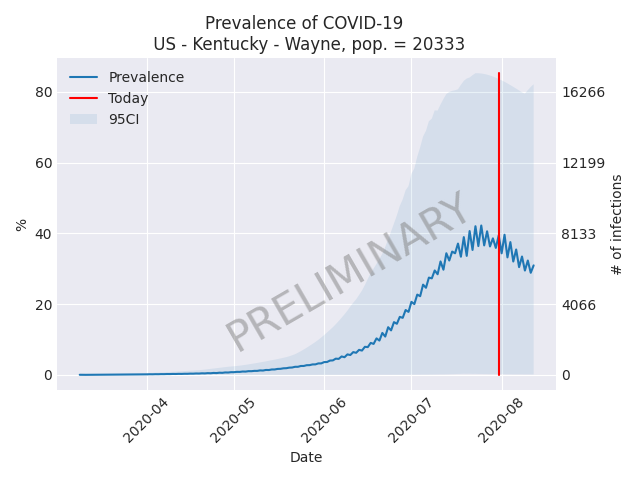 Prevalence of COVID-19
US - Kentucky - Wayne, pop. = 20333
Prevalence
Today
95CI
PRELIMINARY
%
80
60
40
20
0
16266
12199
8133
4066
0
# of infections
2020-04
2020-05
2020-06
2020-07
2020-08
Date